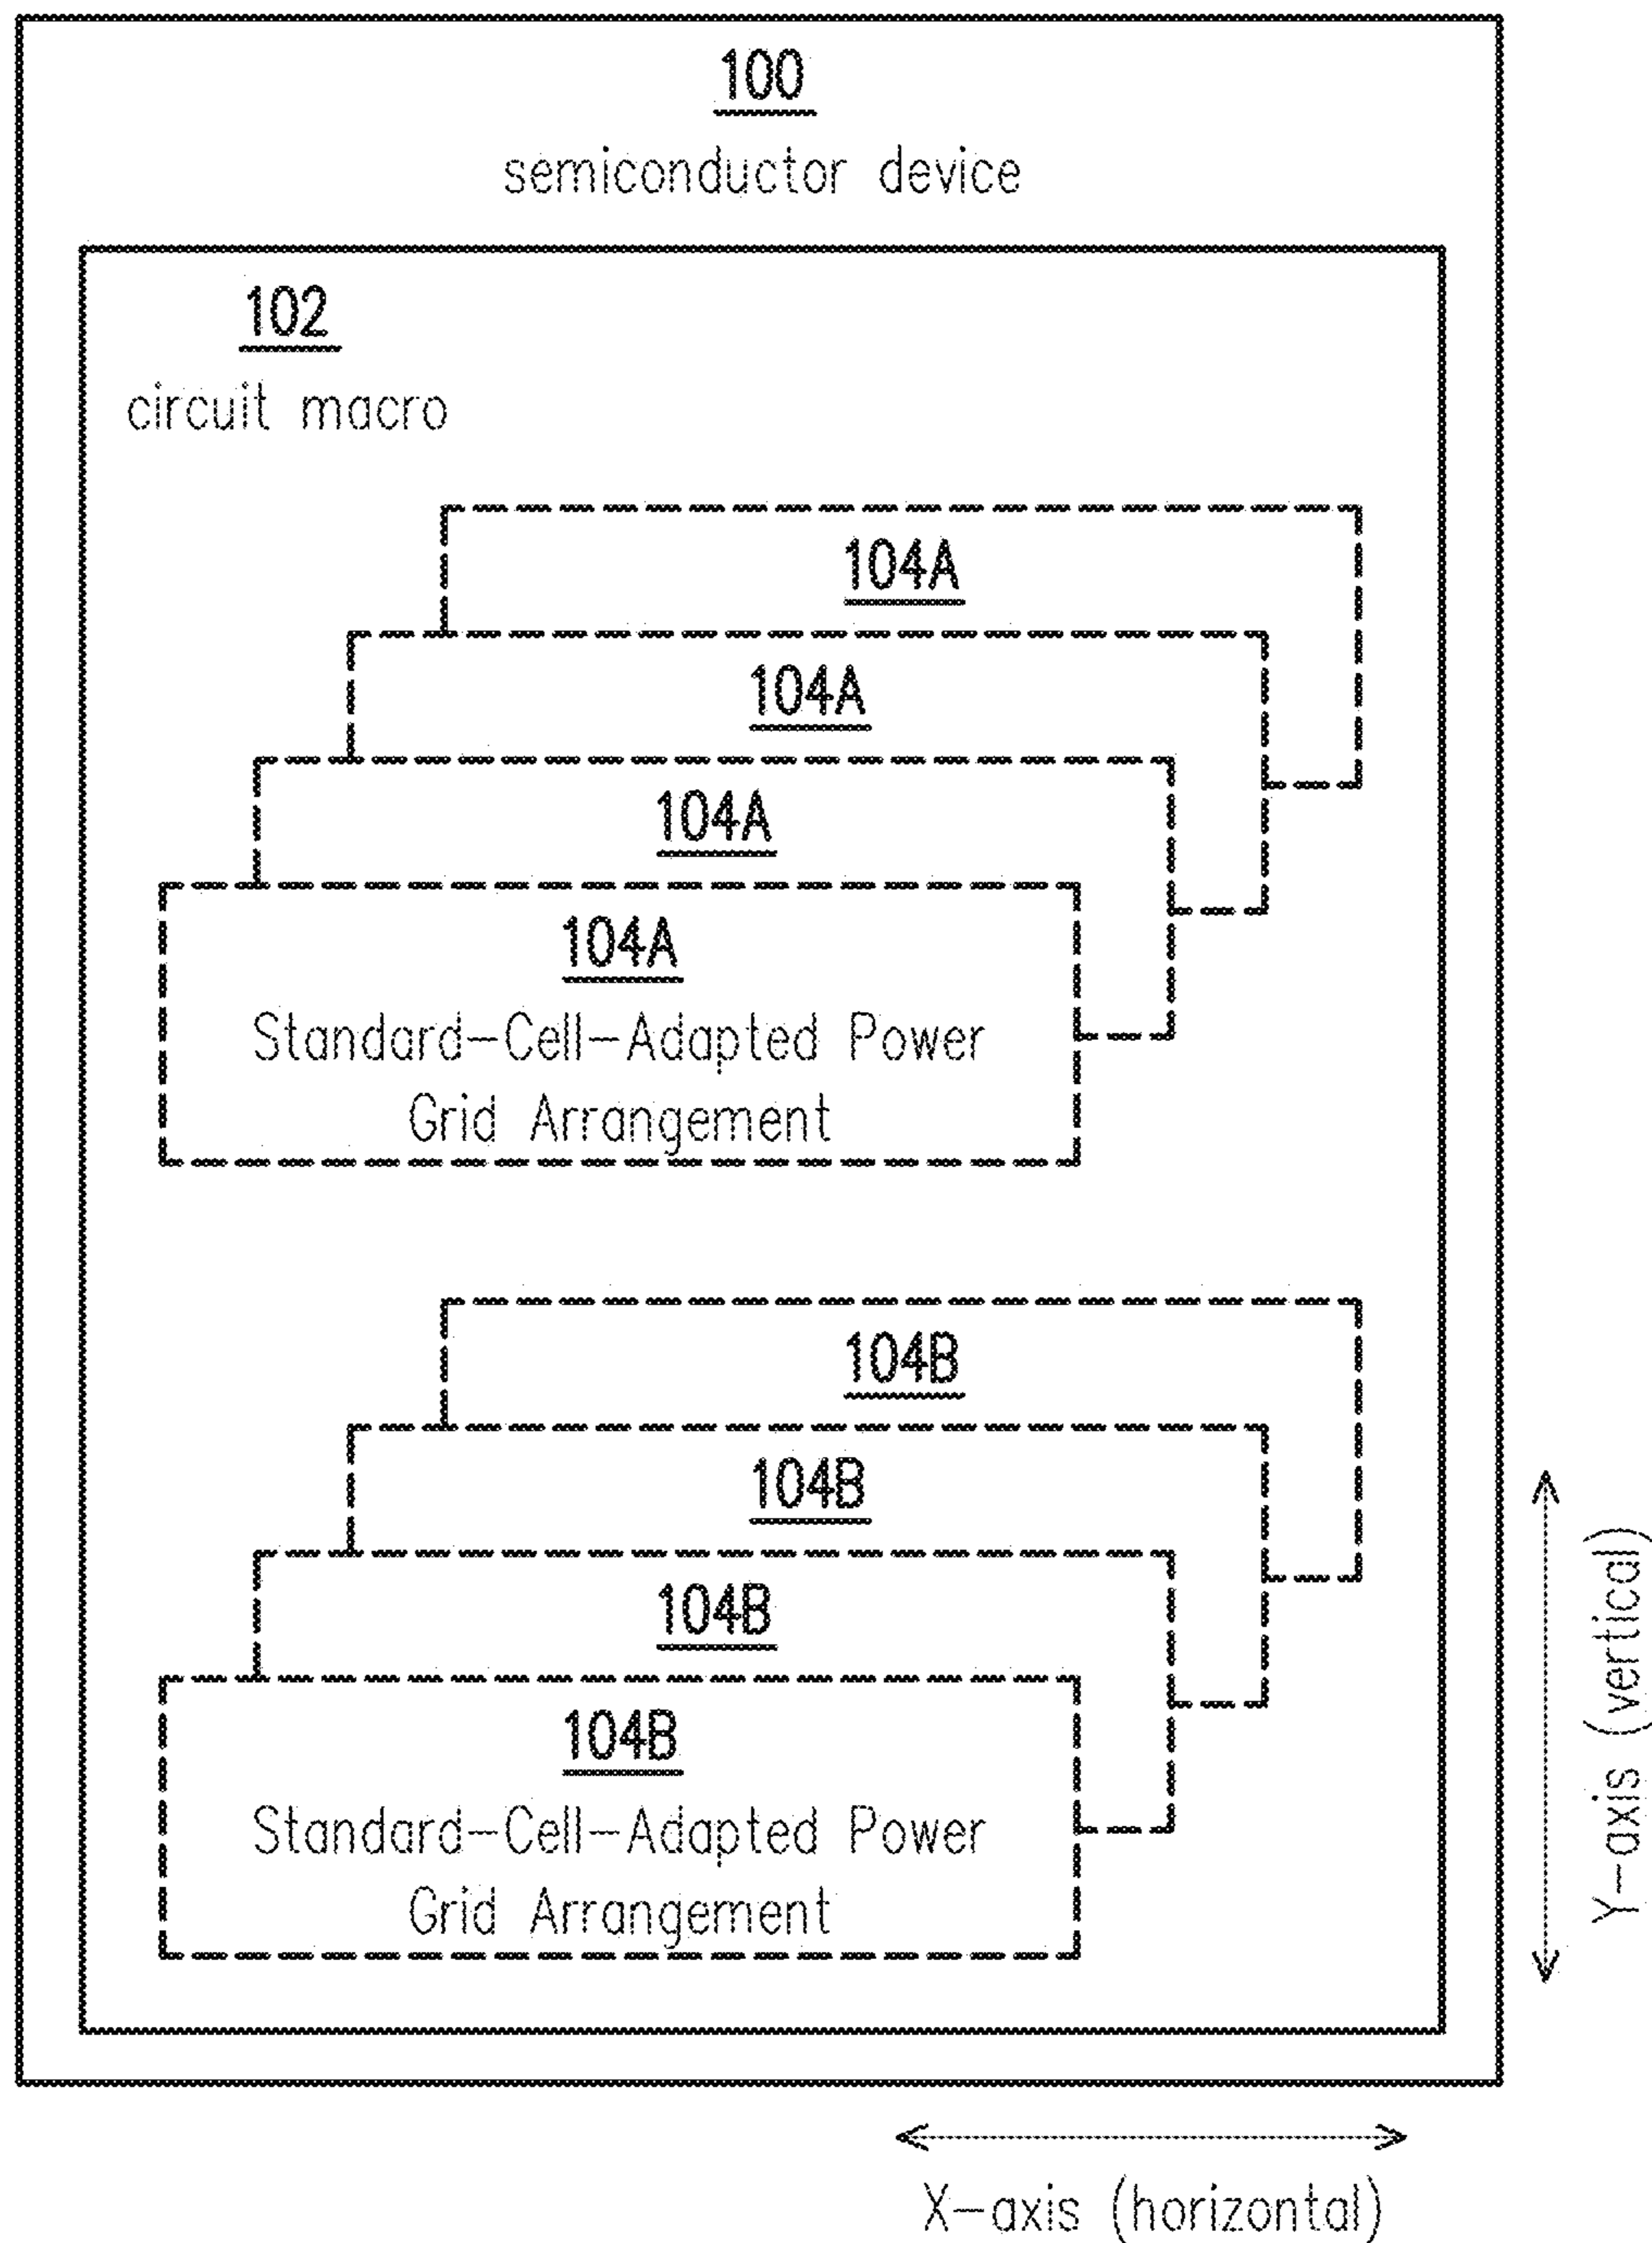 100
semiconductor device
102
circuit macro
104A
104A
104A
104A
Standard-Cell-Adapted Power
Grid Arrangement
104B
104B
104B
104B
Standard-Cell-Adapted Power
Grid Arrangement
Y-axis (vertical)
X-axis (horizontal)